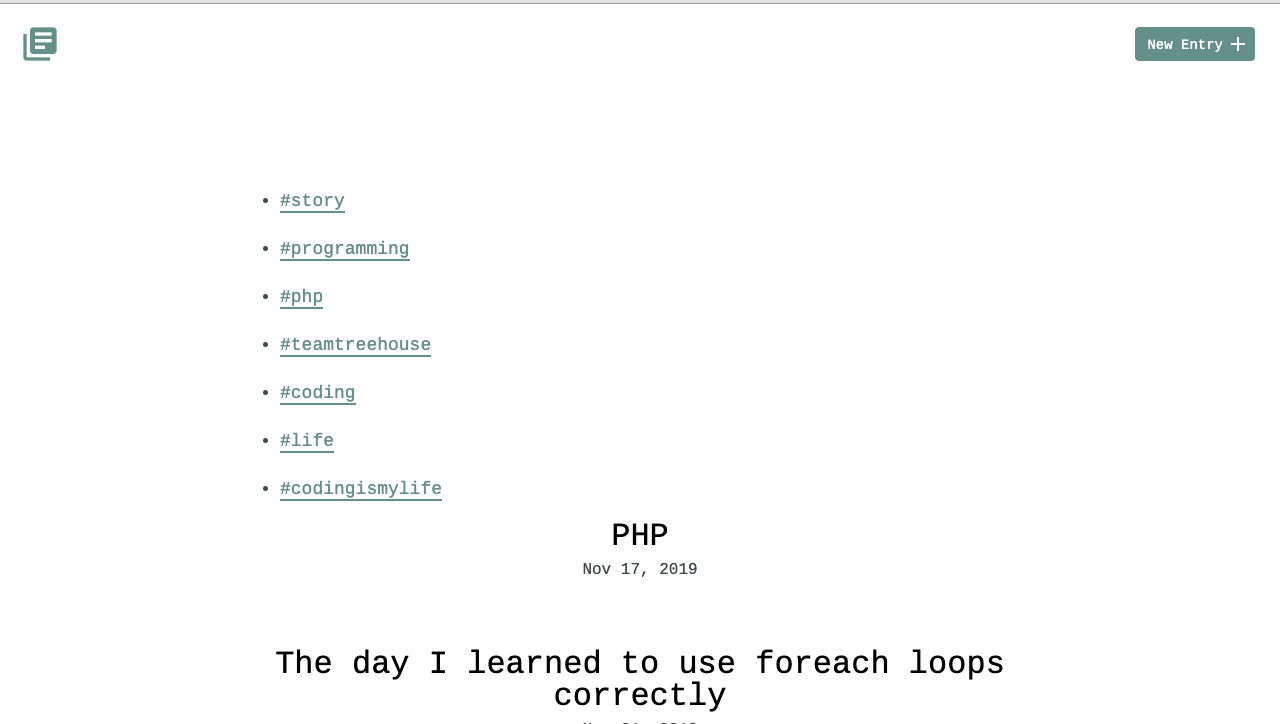 New Entry
#story
#programming
#php
#teamtreehouse
#coding
#life
#codingismylife
PHP
Nov 17, 2019
The day I learned to use foreach loops
correctly